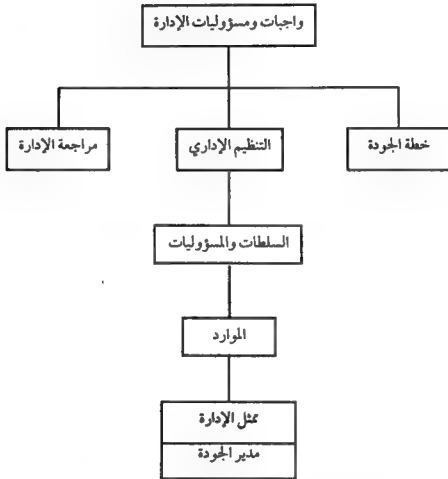 واجبات ومسؤوليات الإدارة
خطة الجودة
التنظيم الإداري
مراجعة الإدارة
السلطات والمسؤوليات
الموارد
ممثل الإدارة
مدير الجودة